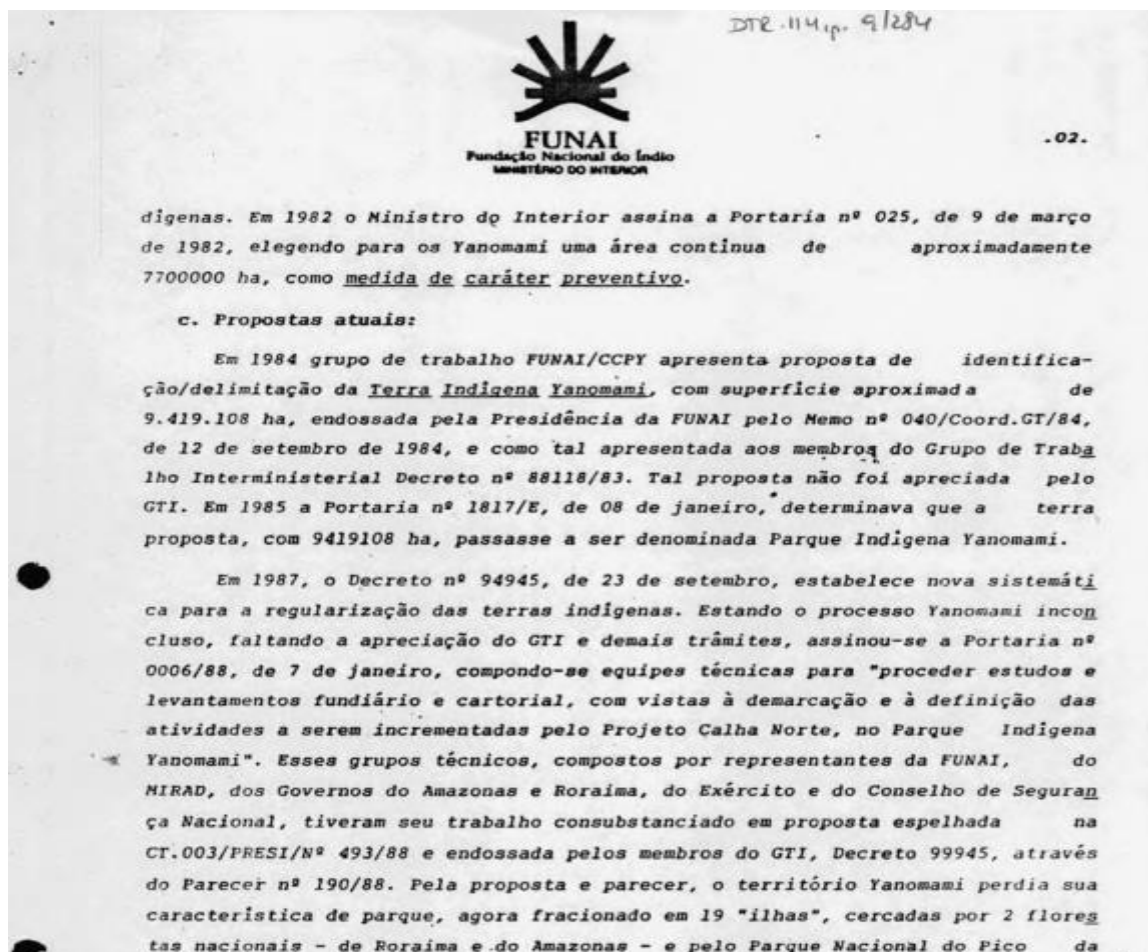 DTR.114, p. 9/284
FUNAI
Fundação Nacional do Índio
MINISTÉRIO DO INTERIOR
.02.
dígenas. Em 1982 o Ministro do Interior assina a Portaria nº 025, de 9 de março
de 1982, elegendo para os Yanomami uma área contínua de aproximadamente
7700000 ha, como medida de caráter preventivo.
c. Propostas atuais:
Em 1984 grupo de trabalho FUNAI/CCPY apresenta proposta de identifica-
ção/delimitação da Terra Indígena Yanomami, com superfície aproximada de
9.419.108 ha, endossada pela Presidência da FUNAI pelo Memo nº 040/Coord.GT/84,
de 12 de setembro de 1984, e como tal apresentada aos membros do Grupo de Traba
lho Interministerial Decreto nº 88118/83. Tal proposta não foi apreciada pelo
GTI. Em 1985 a Portaria nº 1817/E, de 08 de janeiro, determinava que a terra
proposta, com 9419108 ha, passasse a ser denominada Parque Indígena Yanomami.
Em 1987, o Decreto nº 94945, de 23 de setembro, estabelece nova sistemáti
ca para a regularização das terras indígenas. Estando o processo Yanomami incon
cluso, faltando a apreciação do GTI e demais trâmites, assinou-se a Portaria nº
0006/88, de 7 de janeiro, compondo-se equipes técnicas para "proceder estudos e
levantamentos fundiário e cartorial, com vistas à demarcação e à definição das
atividades a serem incrementadas pelo Projeto Calha Norte, no Parque Indígena
Yanomami". Esses grupos técnicos, compostos por representantes da FUNAI, do
MIRAD, dos Governos do Amazonas e Roraima, do Exército e do Conselho de Seguran
ça Nacional, tiveram seu trabalho consubstanciado em proposta espelhada na
CT.003/PRESI/Nº 493/88 e endossada pelos membros do GTI, Decreto 99945, através
do Parecer nº 190/88. Pela proposta e parecer, o território Yanomami perdia sua
característica de parque, agora fracionado em 19 "ilhas", cercadas por 2 flores
tas nacionais - de Roraima e do Amazonas - e pelo Parque Nacional do Pico da